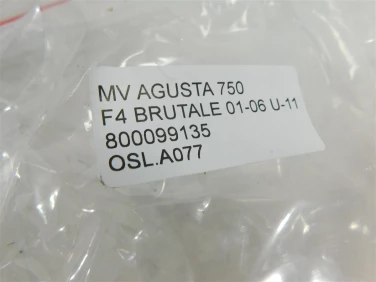 MV AGUSTA 750
F4 BRUTALE 01-06 U-11
800099135
OSL.A077